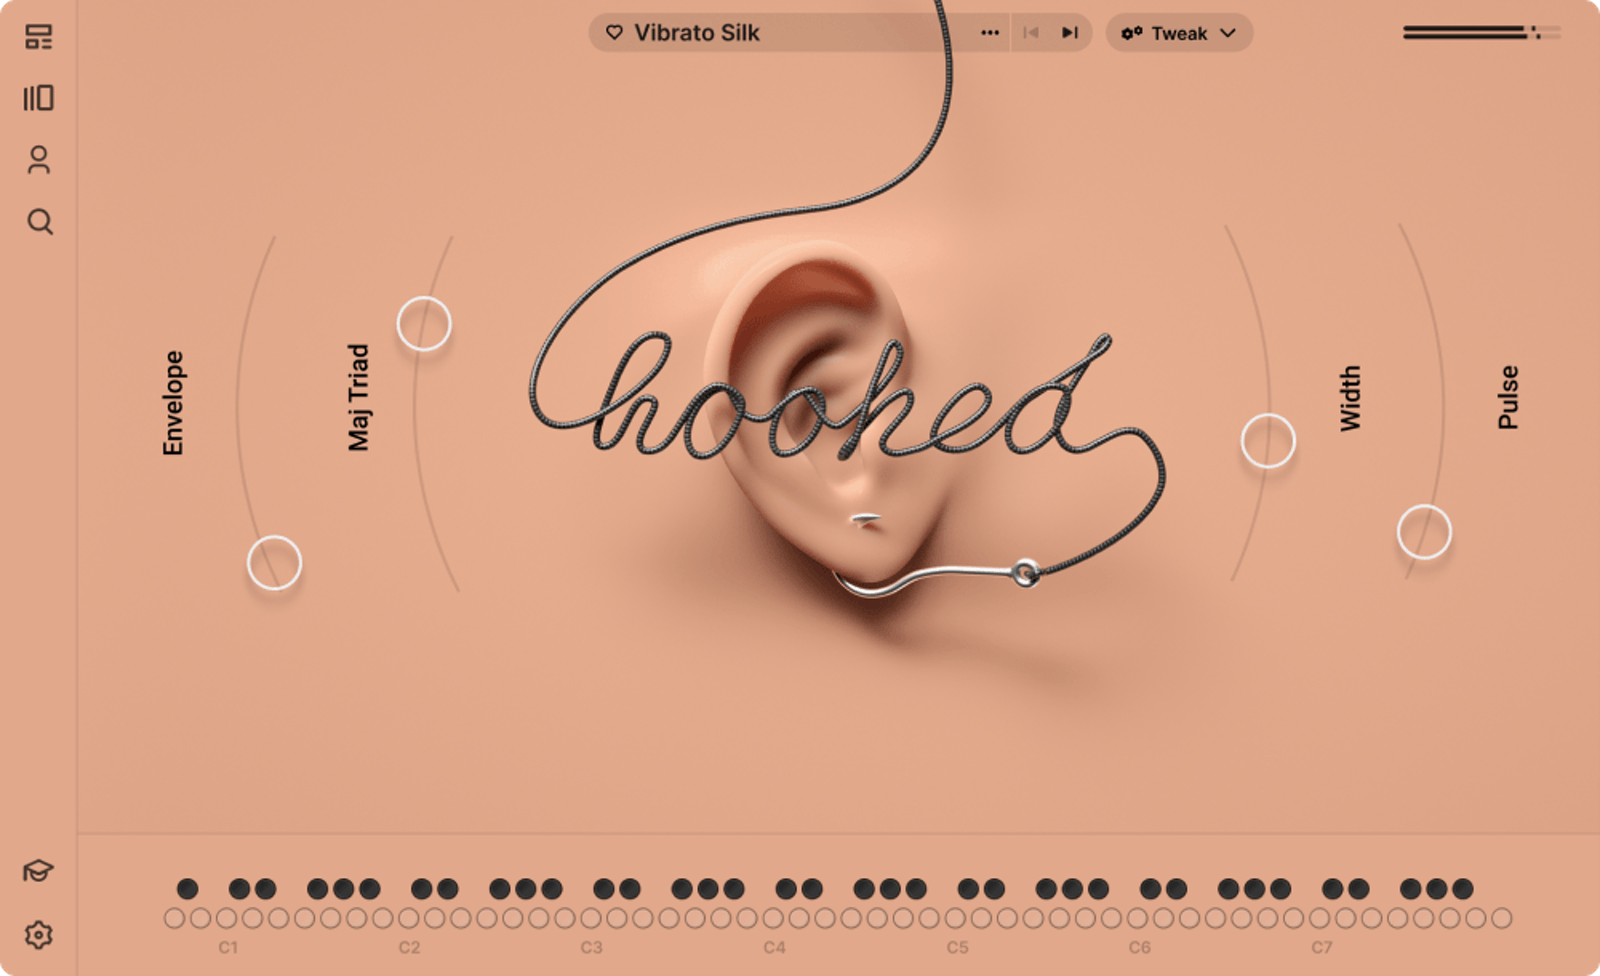 Vibrato Silk
Tweak
hooked
Envelope
Maj Triad
Width
Pulse
C1 C2 C3 C4 C5 C6 C7